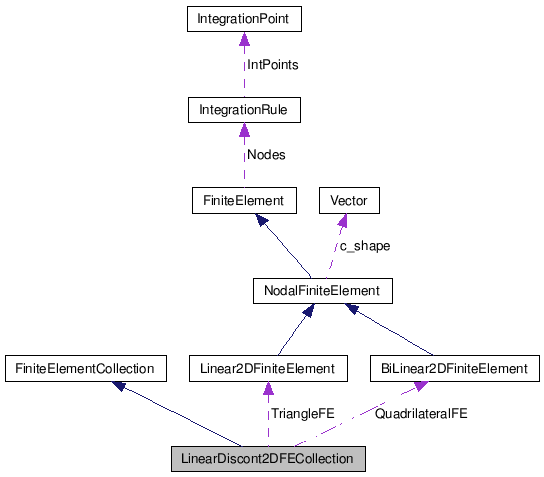 IntegrationPoint
IntPoints
IntegrationRule
Nodes
FiniteElement
Vector
c_shape
NodalFiniteElement
FiniteElementCollection
Linear2DFiniteElement
BiLinear2DFiniteElement
TriangleFE
QuadrilateralFE
LinearDiscont2DFECollection